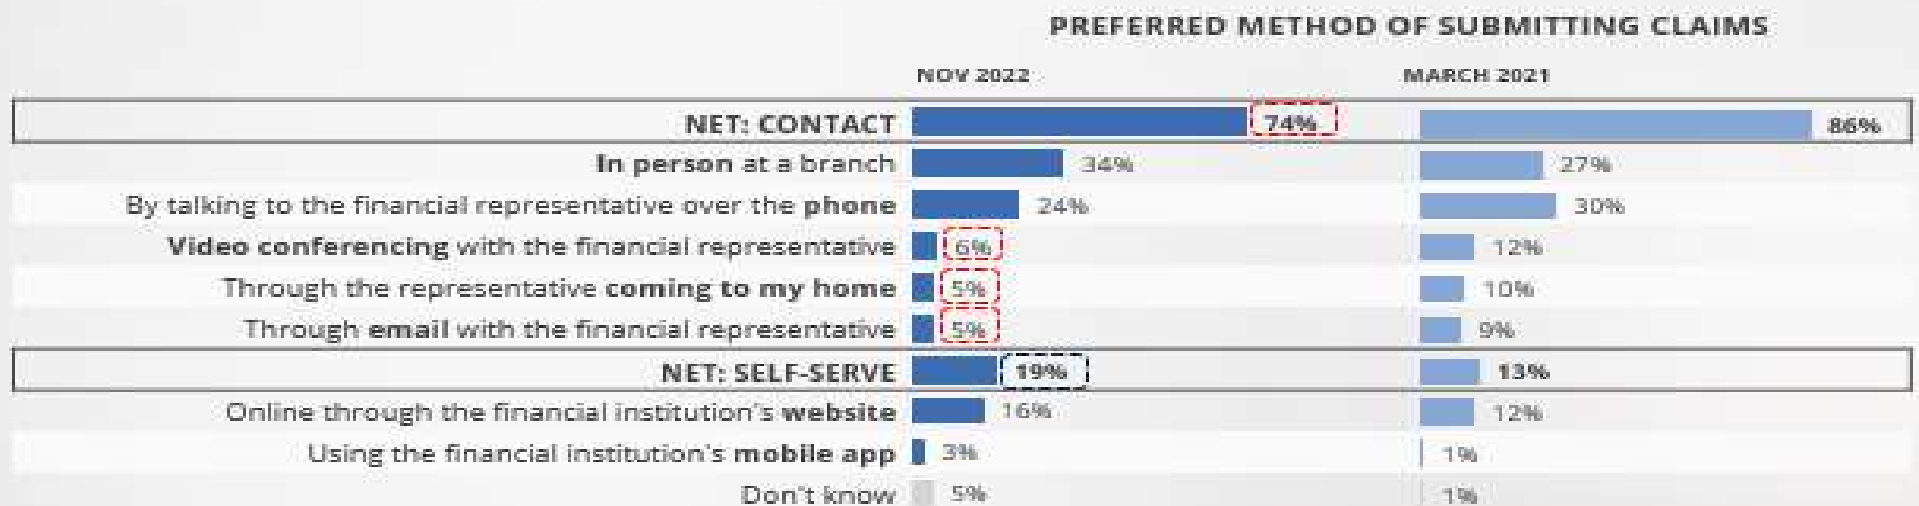 PREFERRED METHOD OF SUBMITTING CLAIMS
NOV 2022 MARCH 2021
NET: CONTACT 74% 86%
In person at a branch 34% 27%
By talking to the financial representative over the phone 24% 30%
Video conferencing with the financial representative 6% 12%
Through the representative coming to my home 5% 10%
Through email with the financial representative 5% 9%
NET: SELF-SERVE 19% 13%
Online through the financial institution's website 16% 12%
Using the financial institution's mobile app 3% 1%
Don't know 5% 1%